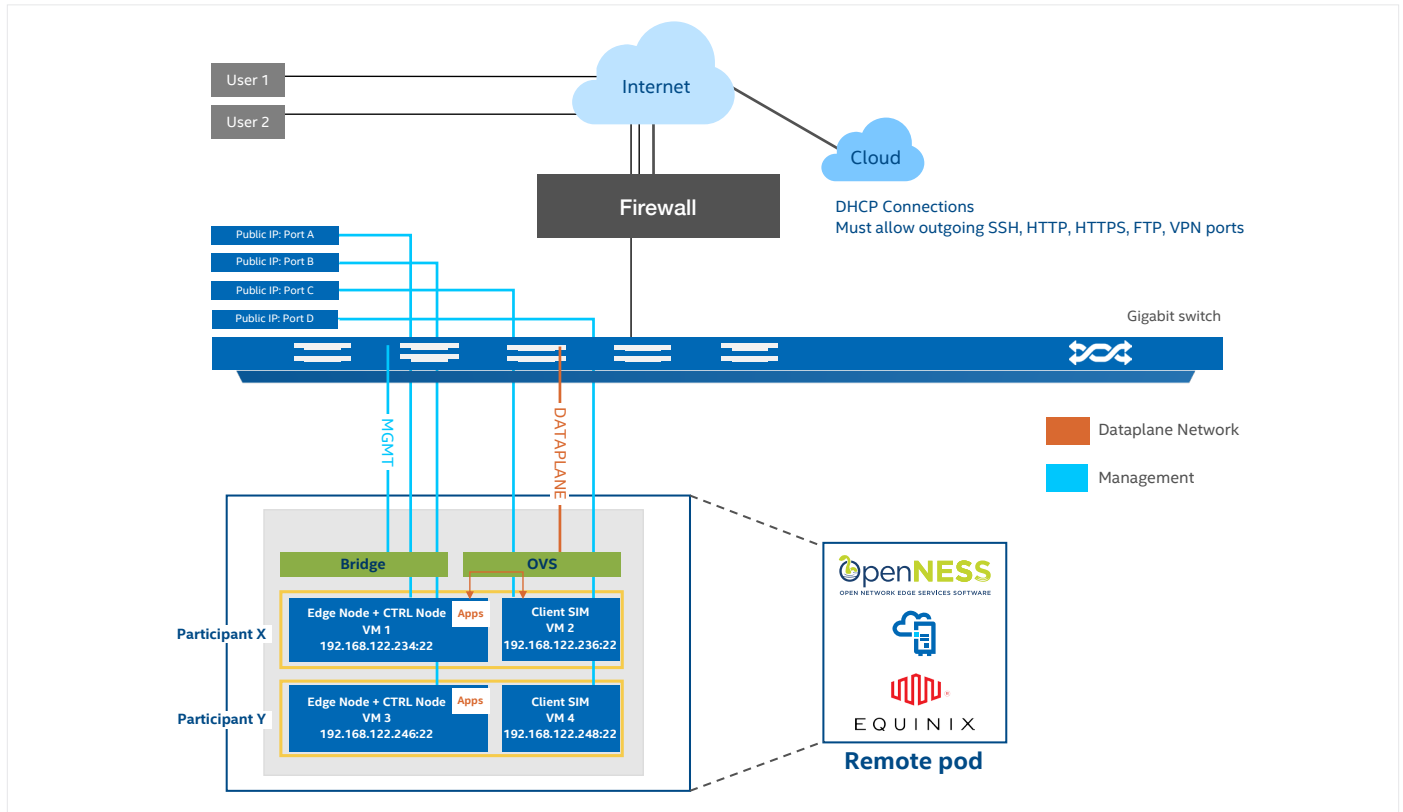 User 1
User 2
Internet
Cloud
Firewall
DHCP Connections
Must allow outgoing SSH, HTTP, HTTPS, FTP, VPN ports
Public IP: Port A
Public IP: Port B
Public IP: Port C
Public IP: Port D
Gigabit switch
MGMT
DATAPLANE
Dataplane Network
Management
Bridge
OVS
Participant X
Edge Node + CTRL Node
VM 1
192.168.122.234:22
Apps
Client SIM
VM 2
192.168.122.236:22
Participant Y
Edge Node + CTRL Node
VM 3
192.168.122.246:22
Apps
Client SIM
VM 4
192.168.122.248:22
OpenNESS
OPEN NETWORK EDGE SERVICES SOFTWARE
®
EQUINIX
Remote pod